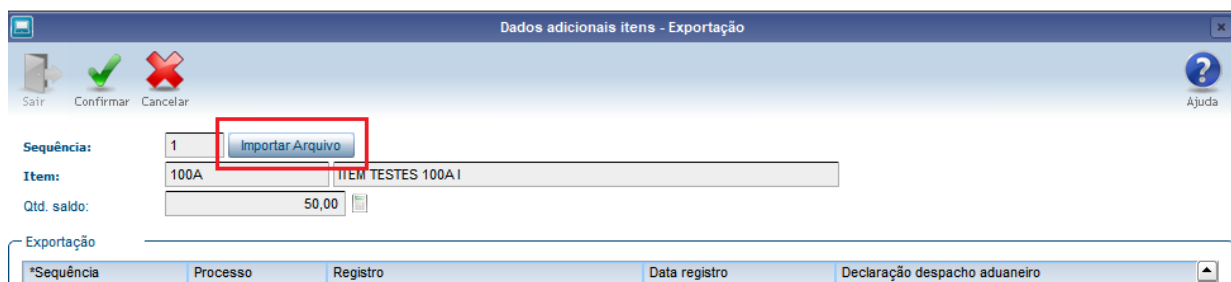 Dados adicionais itens - Exportação
Sair Confirmar Cancelar Ajuda
Sequência: 1 Importar Arquivo
Item: 100A ITEM TESTES 100A I
Qtd. saldo: 50,00
Exportação
*Sequência Processo Registro Data registro Declaração despacho aduaneiro